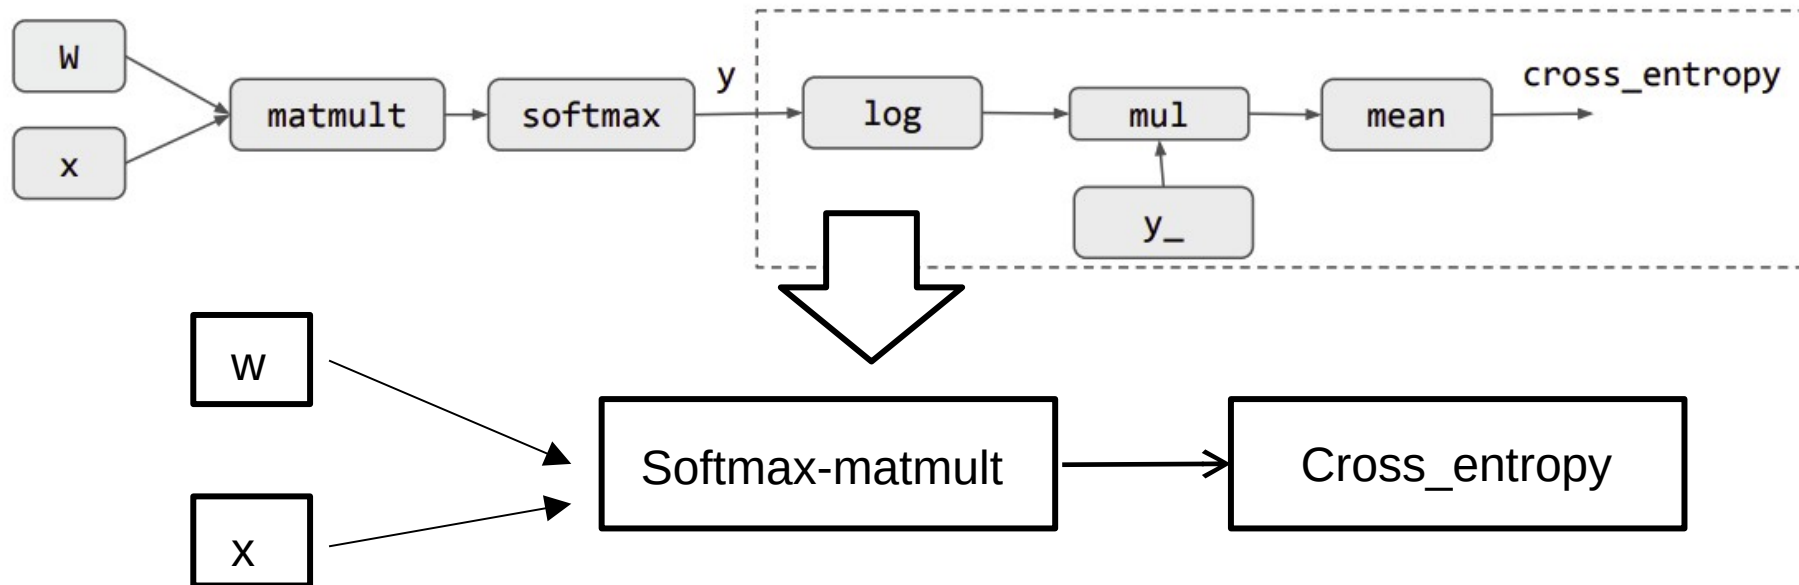 W
x
matmult
softmax
y
log
mul
y_
mean
cross_entropy
w
x
Softmax-matmult
Cross_entropy